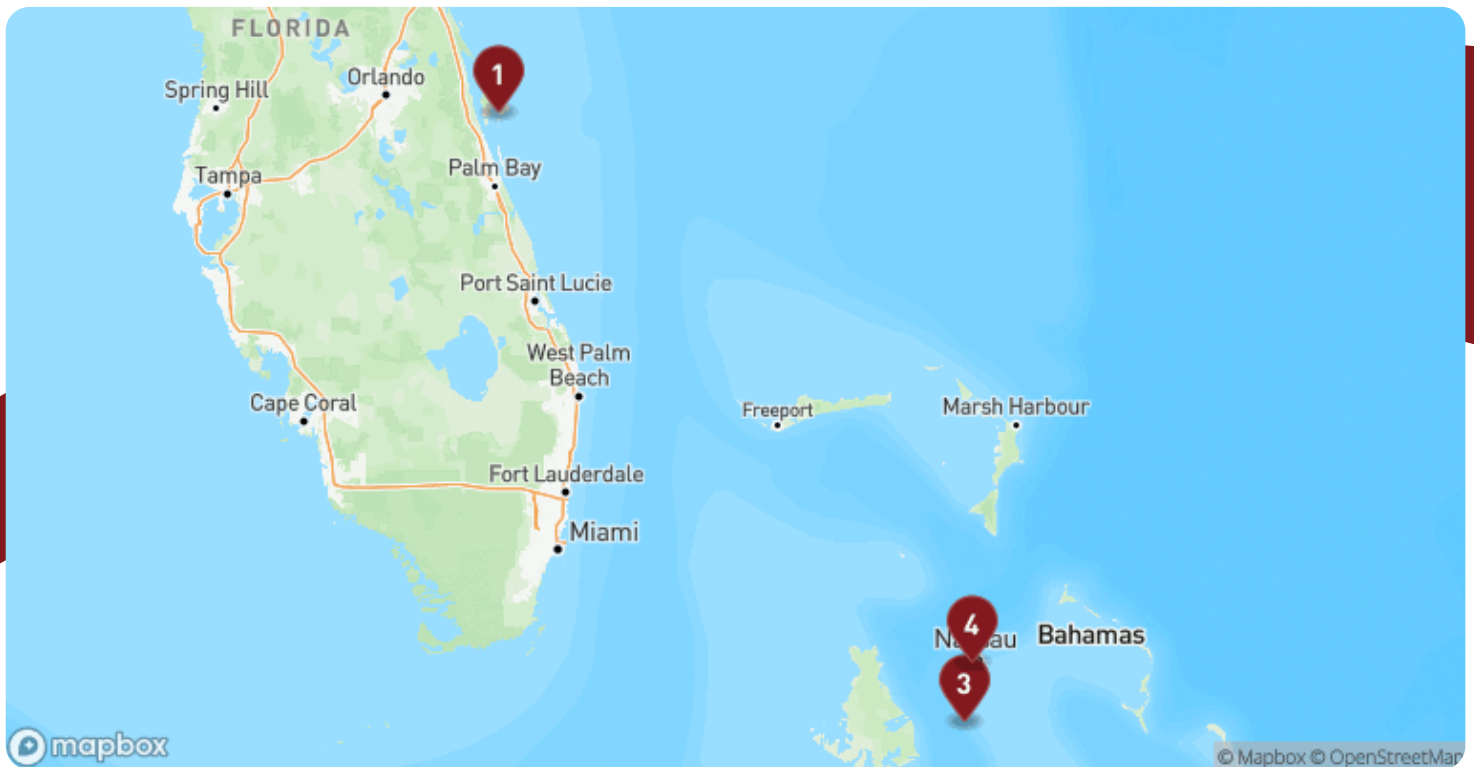 FLORIDA
1
Orlando
Spring Hill
Palm Bay
Tampa
Port Saint Lucie
West Palm
Beach
Cape Coral
Freeport
Marsh Harbour
Fort Lauderdale
Miami
4
Bahamas
3
mapbox
© Mapbox © OpenStreetMap